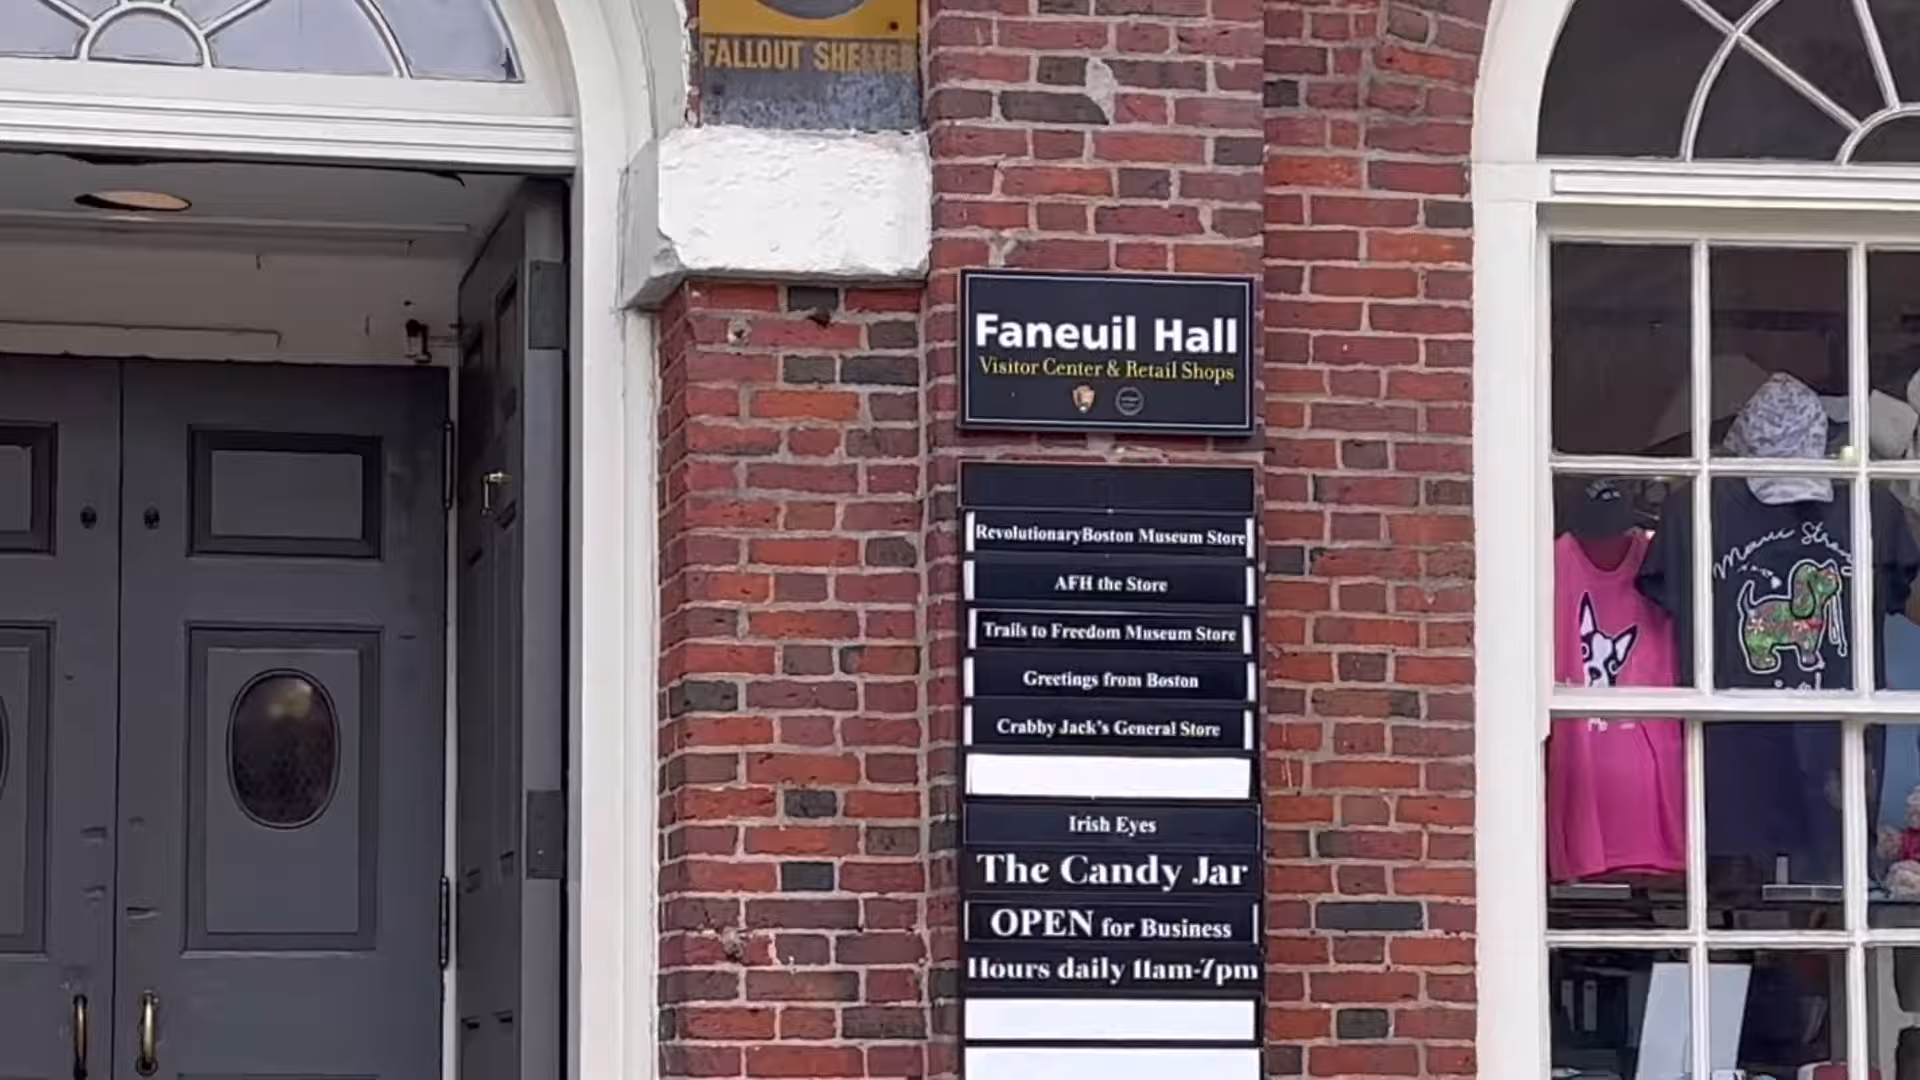 FALLOUT SHELTER
Faneuil Hall
Visitor Center & Retail Shops
RevolutionaryBoston Museum Store
AFH the Store
Trails to Freedom Museum Store
Greetings from Boston
Crabby Jack's General Store
Irish Eyes
The Candy Jar
OPEN for Business
Hours daily 11am-7pm